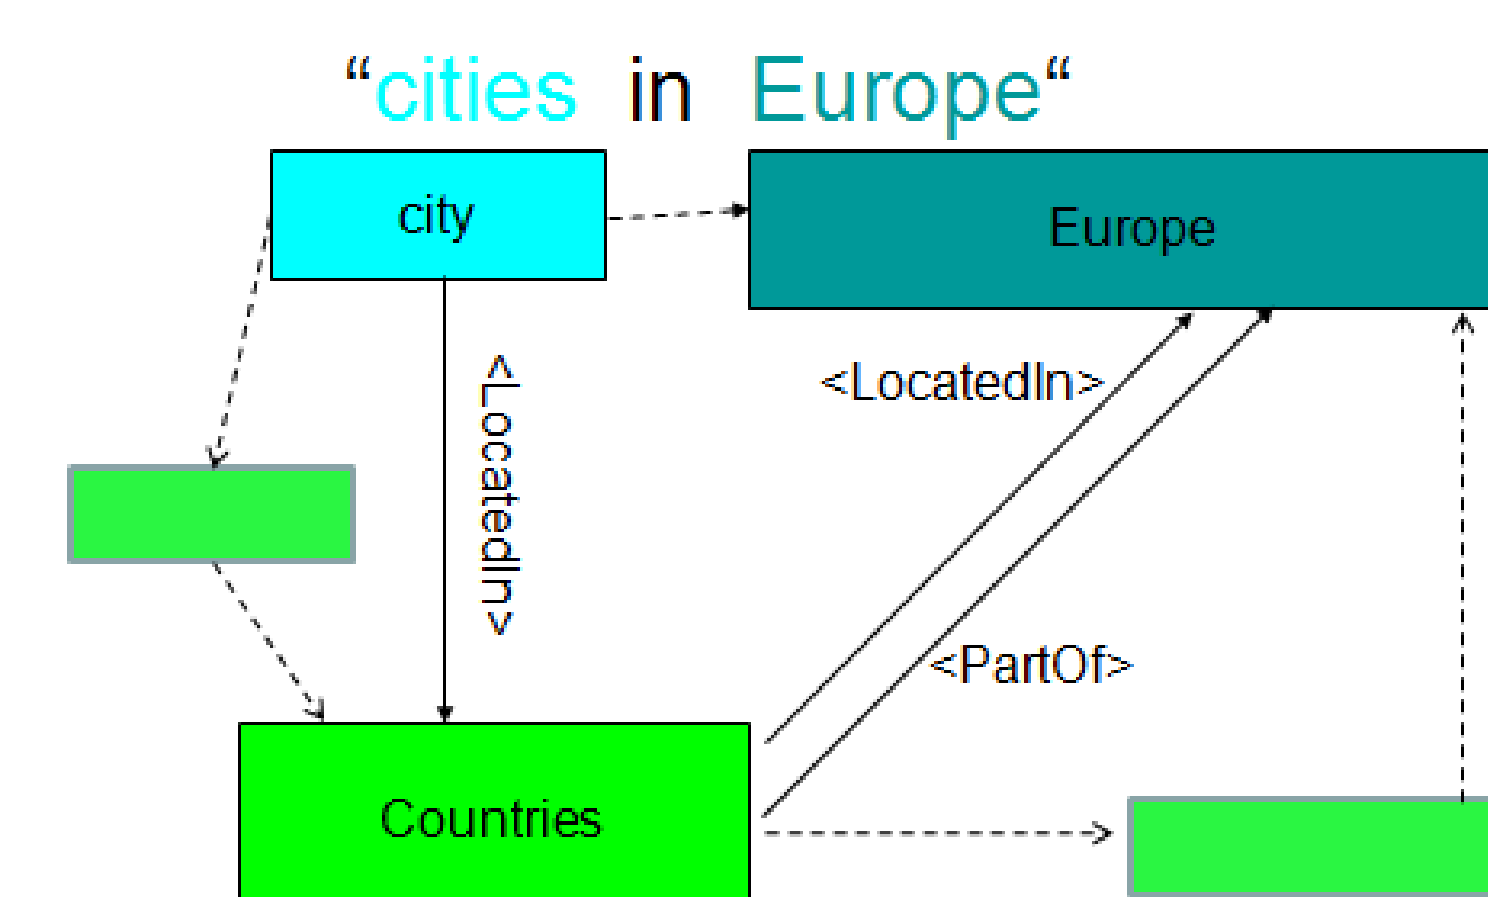 “cities in Europe“
city
Europe
<LocatedIn>
<LocatedIn>
<PartOf>
Countries